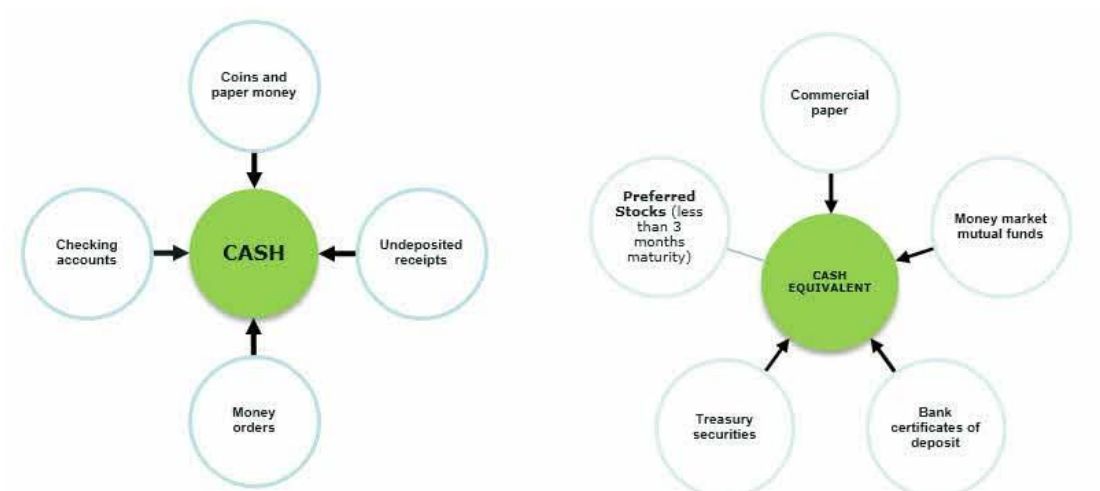 Coins and
paper money
Checking
accounts
CASH
Undeposited
receipts
Money
orders
Commercial
paper
Preferred
Stocks (less
than 3
months
maturity)
Money market
mutual funds
CASH
EQUIVALENT
Treasury
securities
Bank
certificates of
deposit